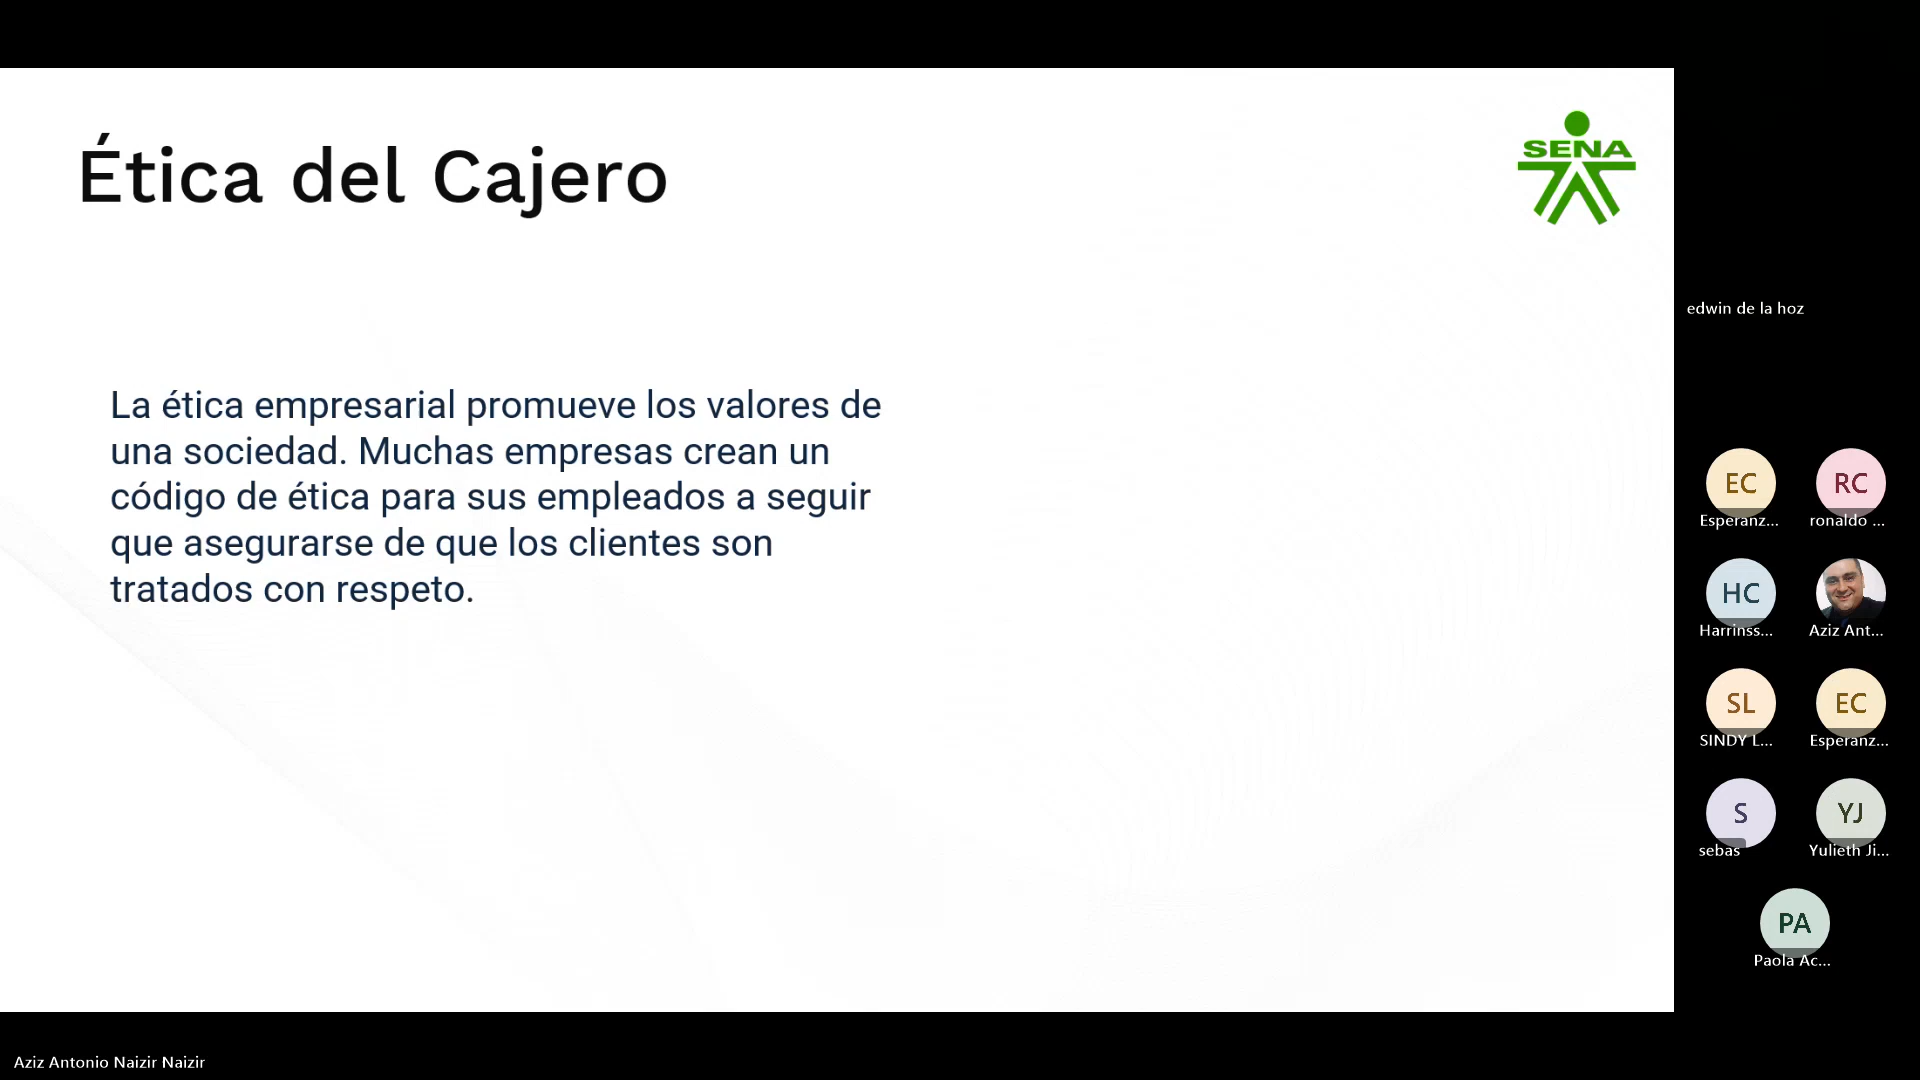 Ética del Cajero
SENA
La ética empresarial promueve los valores de
una sociedad. Muchas empresas crean un
código de ética para sus empleados a seguir
que asegurarse de que los clientes son
tratados con respeto.
edwin de la hoz
EC
RC
Esperanz...
ronaldo ...
HC
Harrinss...
Aziz Ant...
SL
EC
SINDY L...
Esperanz...
S
YJ
sebas
Yulieth Ji...
PA
Paola Ac...
Aziz Antonio Naizir Naizir